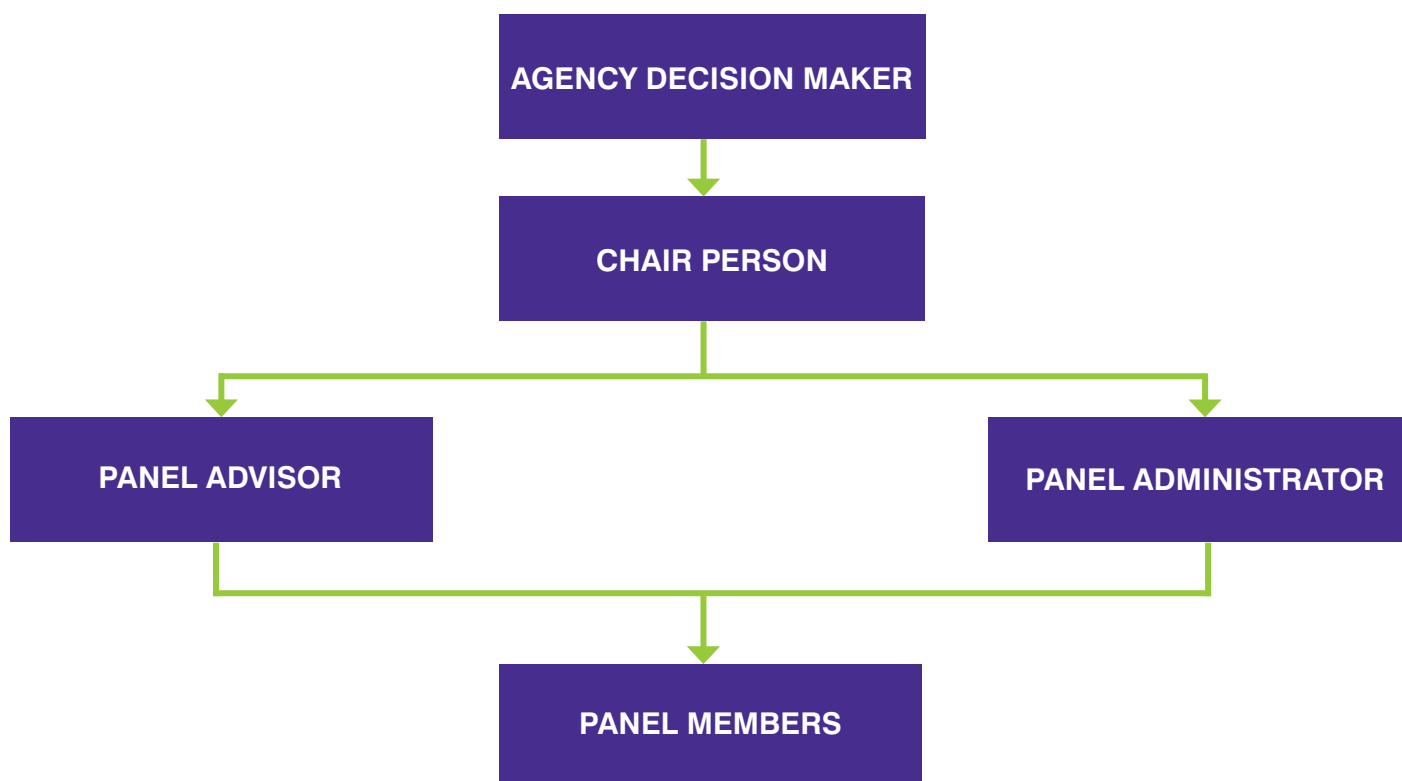 AGENCY DECISION MAKER
CHAIR PERSON
PANEL ADVISOR
PANEL ADMINISTRATOR
PANEL MEMBERS